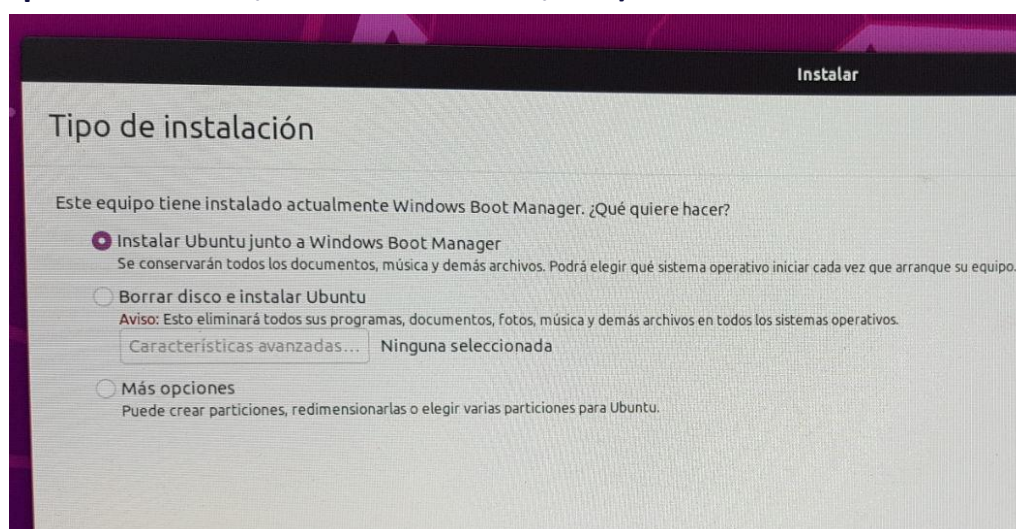 Instalar
Tipo de instalación
Este equipo tiene instalado actualmente Windows Boot Manager. ¿Qué quiere hacer?
Instalar Ubuntu junto a Windows Boot Manager
Se conservarán todos los documentos, música y demás archivos. Podrá elegir qué sistema operativo iniciar cada vez que arranque su equipo.
Borrar disco e instalar Ubuntu
Aviso: Esto eliminará todos sus programas, documentos, fotos, música y demás archivos en todos los sistemas operativos.
Características avanzadas... Ninguna seleccionada
Más opciones
Puede crear particiones, redimensionarlas o elegir varias particiones para Ubuntu.